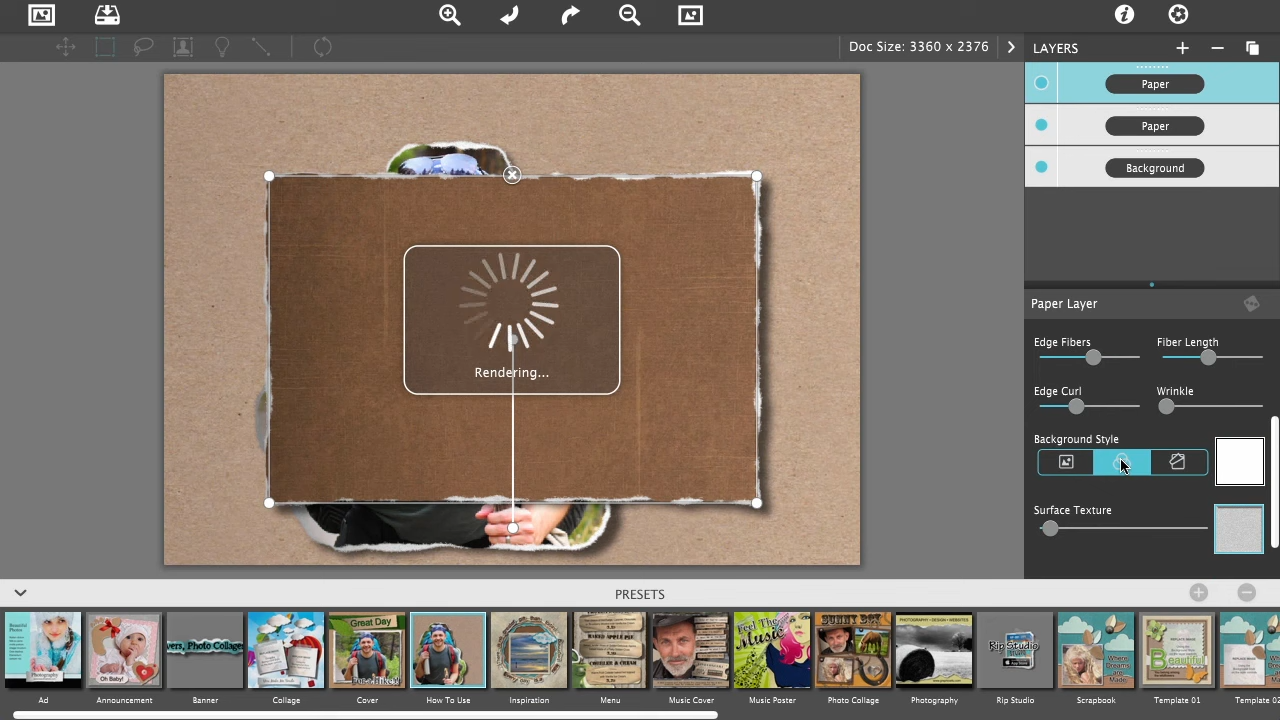 Doc Size: 3360 x 2376
LAYERS
Paper
Paper
Background
Rendering...
Paper Layer
Edge Fibers
Fiber Length
Edge Curl
Wrinkle
Background Style
Surface Texture
PRESETS
Great Day
Feel The
Music
Rip Studio
Oh Baby!
Ad
Announcement
Banner
Collage
Cover
How To Use
Inspiration
Menu
Music Cover
Music Poster
Photo Collage
Photography
Rip Studio
Scrapbook
Template 01
Template 02